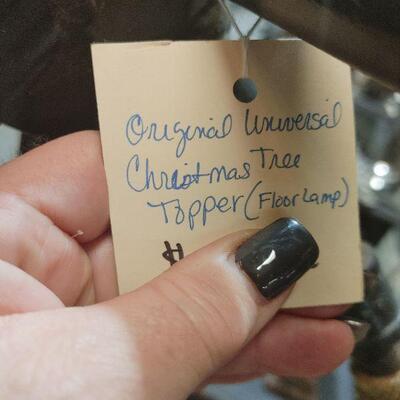 Original Universal
Christmas Tree
Topper (Floor Lamp)
$